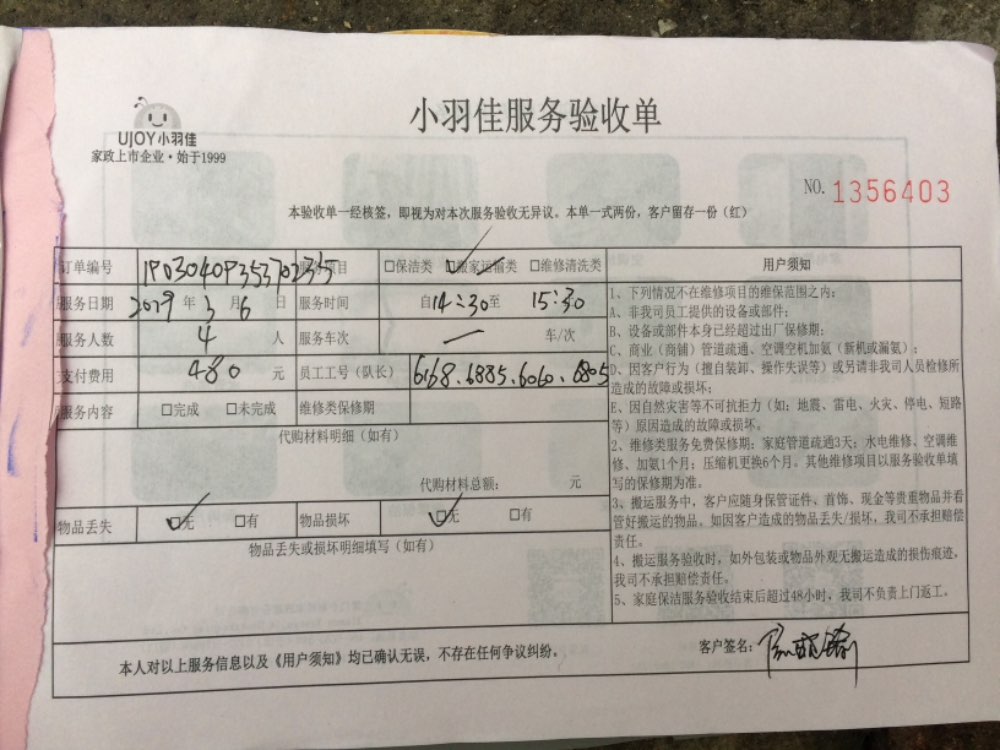 小羽佳服务验收单
UJOY小羽佳
家政上市企业·始于1999
NO. 1356403
本验收单一经核签，即视为对本次服务验收无异议。本单一式两份，客户留存一份（红）
订单编号 服务项目 □保洁类 □搬家运输类 □维修清洗类 用户须知
服务日期 年 3 月 6 日 服务时间 自14:30至 15:30
服务人数 4 人 服务车次 一 车/次
支付费用 480 元 员工工号（队长） 6168、6885、6060、6805
服务内容 □完成 □未完成 维修类保修期
代购材料明细（如有）
代购材料总额： 元
物品丢失 □无 □有 物品损坏 □无 □有
物品丢失或损坏明细填写（如有）
1、下列情况不在维修项目的维保范围之内：
A、非我司员工提供的设备或部件；
B、设备或部件本身已经超过出厂保修期；
C、商业（商铺）管道疏通、空调空机加氨（新机或漏氨）；
D、因客户行为（擅自装卸、操作失误等）或另请非我司人员检修所
造成的故障或损坏；
E、因自然灾害等不可抗拒力（如：地震、雷电、火灾、停电、短路
等）原因造成的故障或损坏。
2、维修类服务免费保修期：家庭管道疏通3天；水电维修、空调维
修、加氨1个月；压缩机更换6个月。其他维修项目以服务验收单填
写的保修期为准。
3、搬运服务中，客户应随身保管证件、首饰、现金等贵重物品并看
管好搬运的物品。如因客户造成的物品丢失/损坏，我司不承担赔偿
责任。
4、搬运服务验收时，如外包装或物品外观无搬运造成的损伤痕迹，
我司不承担赔偿责任。
5、家庭保洁服务验收结束后超过48小时，我司不负责上门返工。
本人对以上服务信息以及《用户须知》均已确认无误，不存在任何争议纠纷。 客户签名：